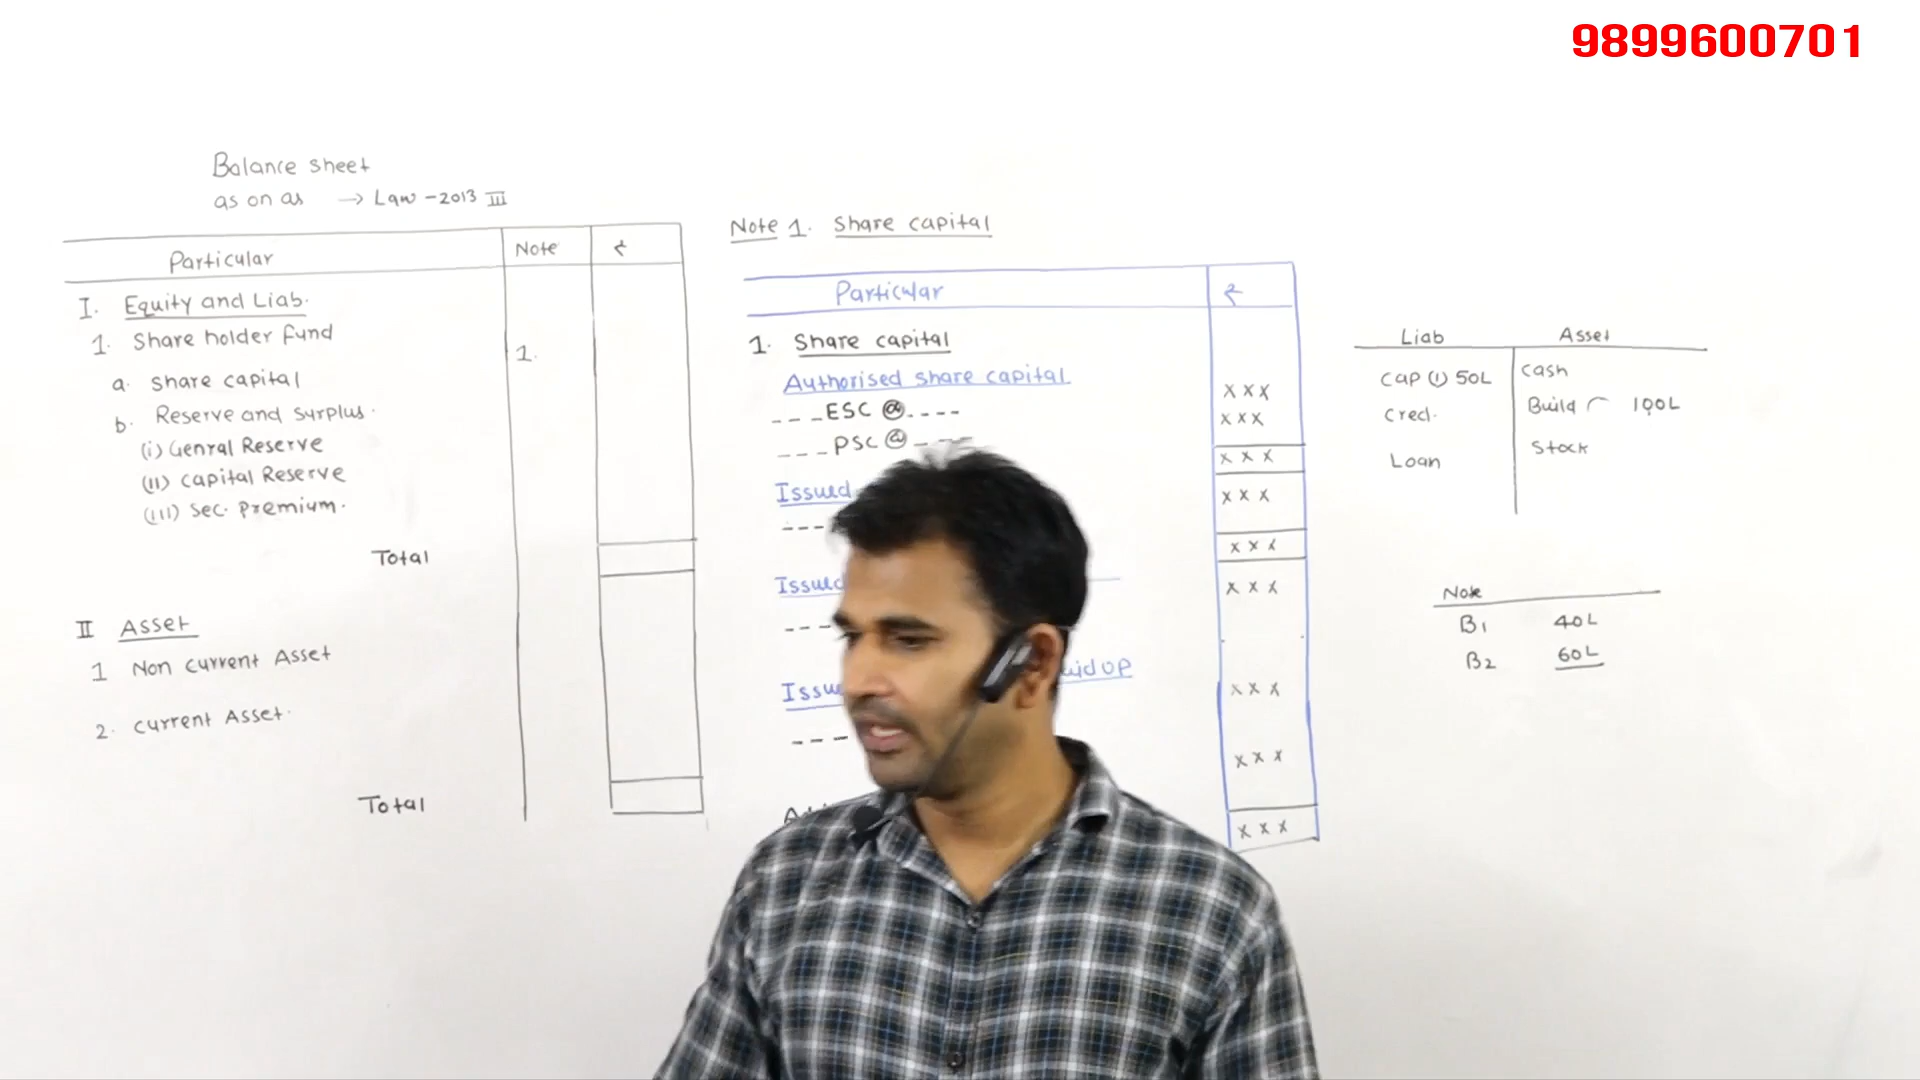 9899600701
Balance sheet
as on as → Law - 2013 III
Particular Note ₹
I. Equity and Liab.
1. Share holder fund
1.
a. Share capital
b. Reserve and surplus.
(i) Genral Reserve
(ii) Capital Reserve
(iii) Sec. Premium.
Total
II Asset
1 Non current Asset
2. current Asset.
Total
Note 1. Share capital
Particular ₹
1. Share capital
Authorised share capital
---ESC @---- xxx
xxx
---PSC @----
xxx
Issued xxx
---
xxx
Issued xxx
---
Issu aid up xxx
---
xxx
xxx
Liab Asset
Cap (1) 50L Cash
Cred. Build 100L
Loan Stock
Note
B1 40L
B2 60L